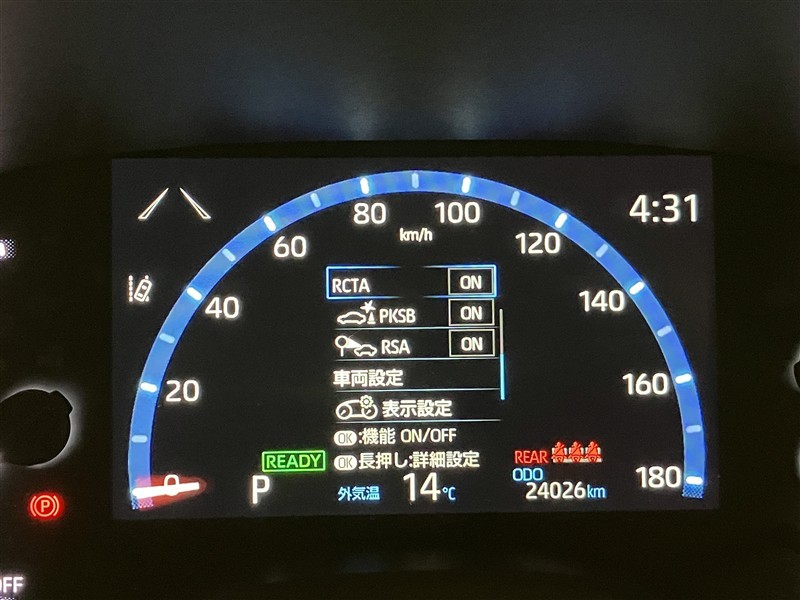 4:31
80 100
km/h
60 120
RCTA ON
40 140
PKSB ON
RSA ON
車両設定
20 160
表示設定
OK:機能 ON/OFF
READY OK長押し:詳細設定 REAR
0 P 外気温 14℃ ODO 180
24026km
(P)
OFF